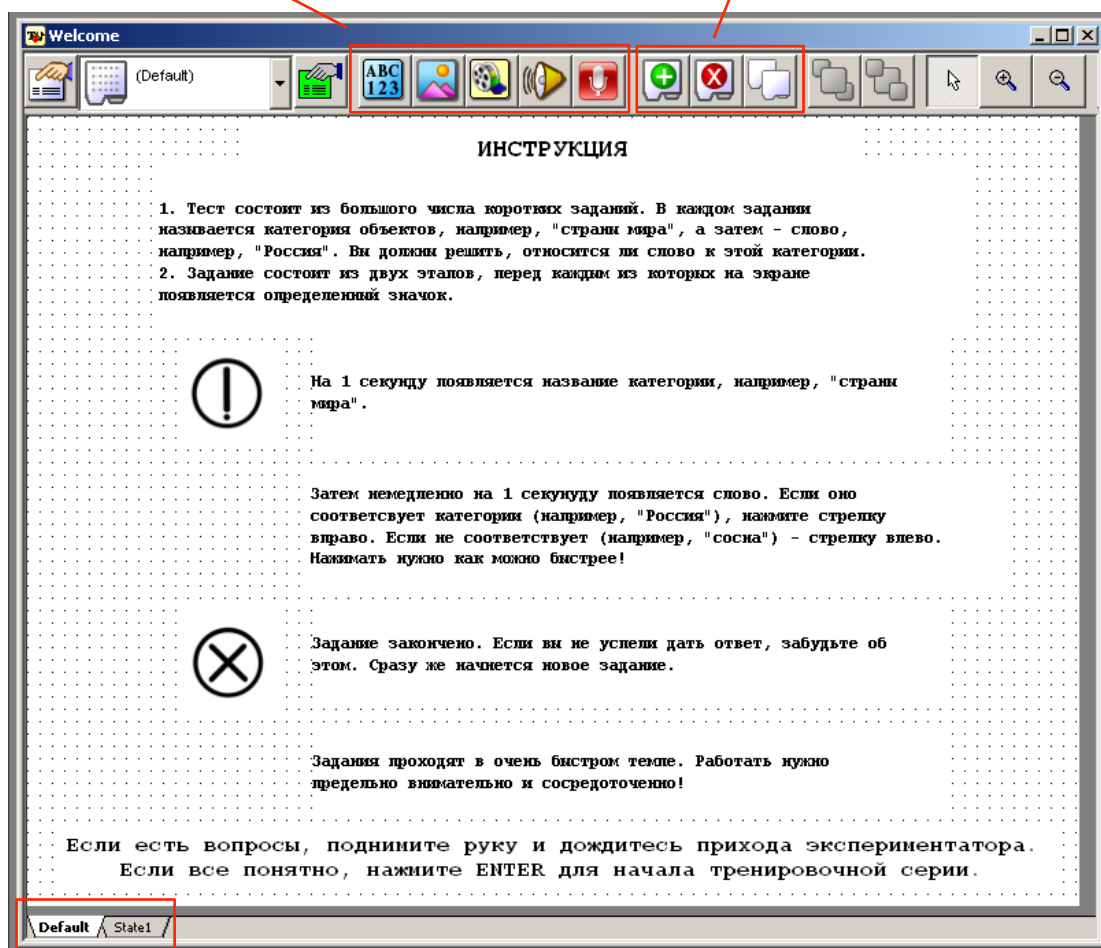 Welcome
(Default)
ABC
123
ИНСТРУКЦИЯ
1. Тест состоит из большого числа коротких заданий. В каждом задании
называется категория объектов, например, "страны мира", а затем - слово,
например, "Россия". Вы должны решить, относится ли слово к этой категории.
2. Задание состоит из двух этапов, перед каждым из которых на экране
появляется определенный значок.
На 1 секунду появляется название категории, например, "страны
мира".
Затем немедленно на 1 секунуду появляется слово. Если оно
соответсвует категории (например, "Россия"), нажмите стрелку
вправо. Если не соответствует (например, "сосна") - стрелку влево.
Нажимать нужно как можно быстрее!
Задание закончено. Если вы не успели дать ответ, забудьте об
этом. Сразу же начнется новое задание.
Задания проходят в очень быстром темпе. Работать нужно
предельно внимательно и сосредоточенно!
Если есть вопросы, поднимите руку и дождитесь прихода экспериментатора.
Если все понятно, нажмите ENTER для начала тренировочной серии.
Default State1